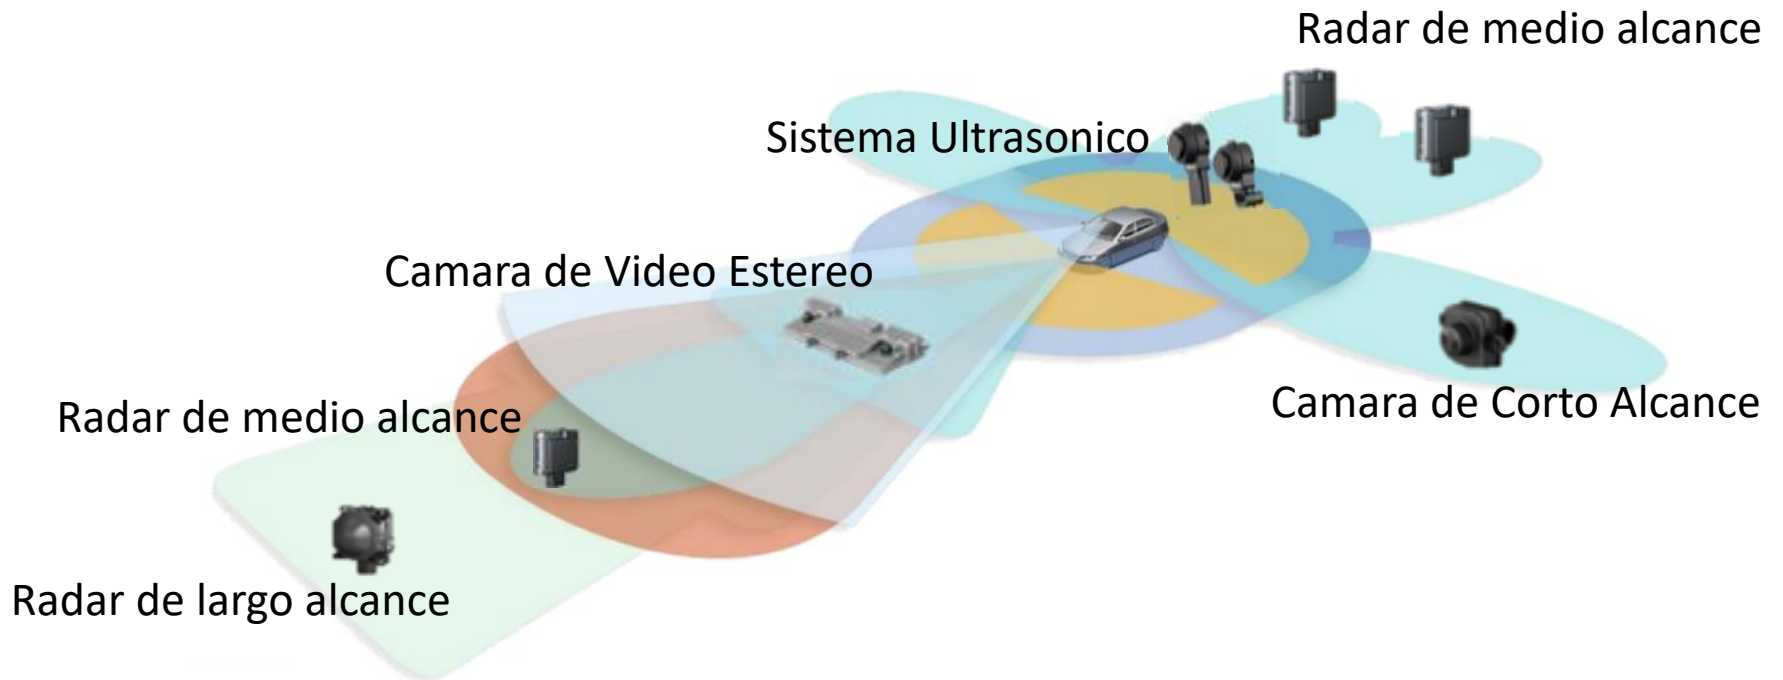 Radar de medio alcance
Sistema Ultrasonico
Camara de Video Estereo
Camara de Corto Alcance
Radar de medio alcance
Radar de largo alcance